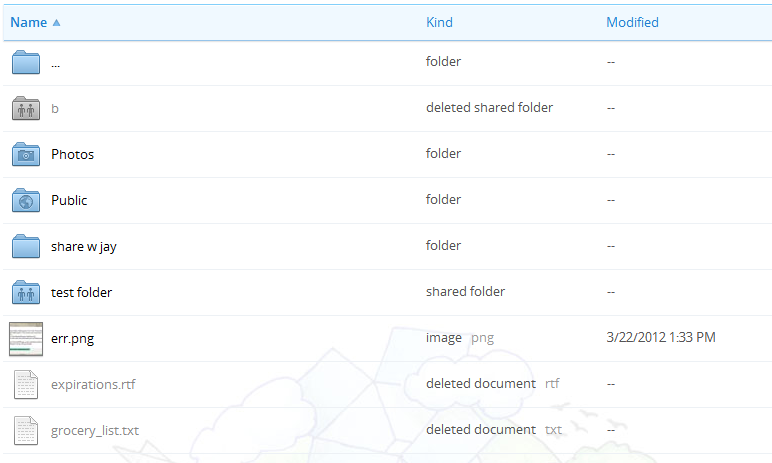 Name Kind Modified
... folder --
b deleted shared folder --
Photos folder --
Public folder --
share w jay folder --
test folder shared folder --
err.png image png 3/22/2012 1:33 PM
expirations.rtf deleted document rtf --
grocery_list.txt deleted document txt --